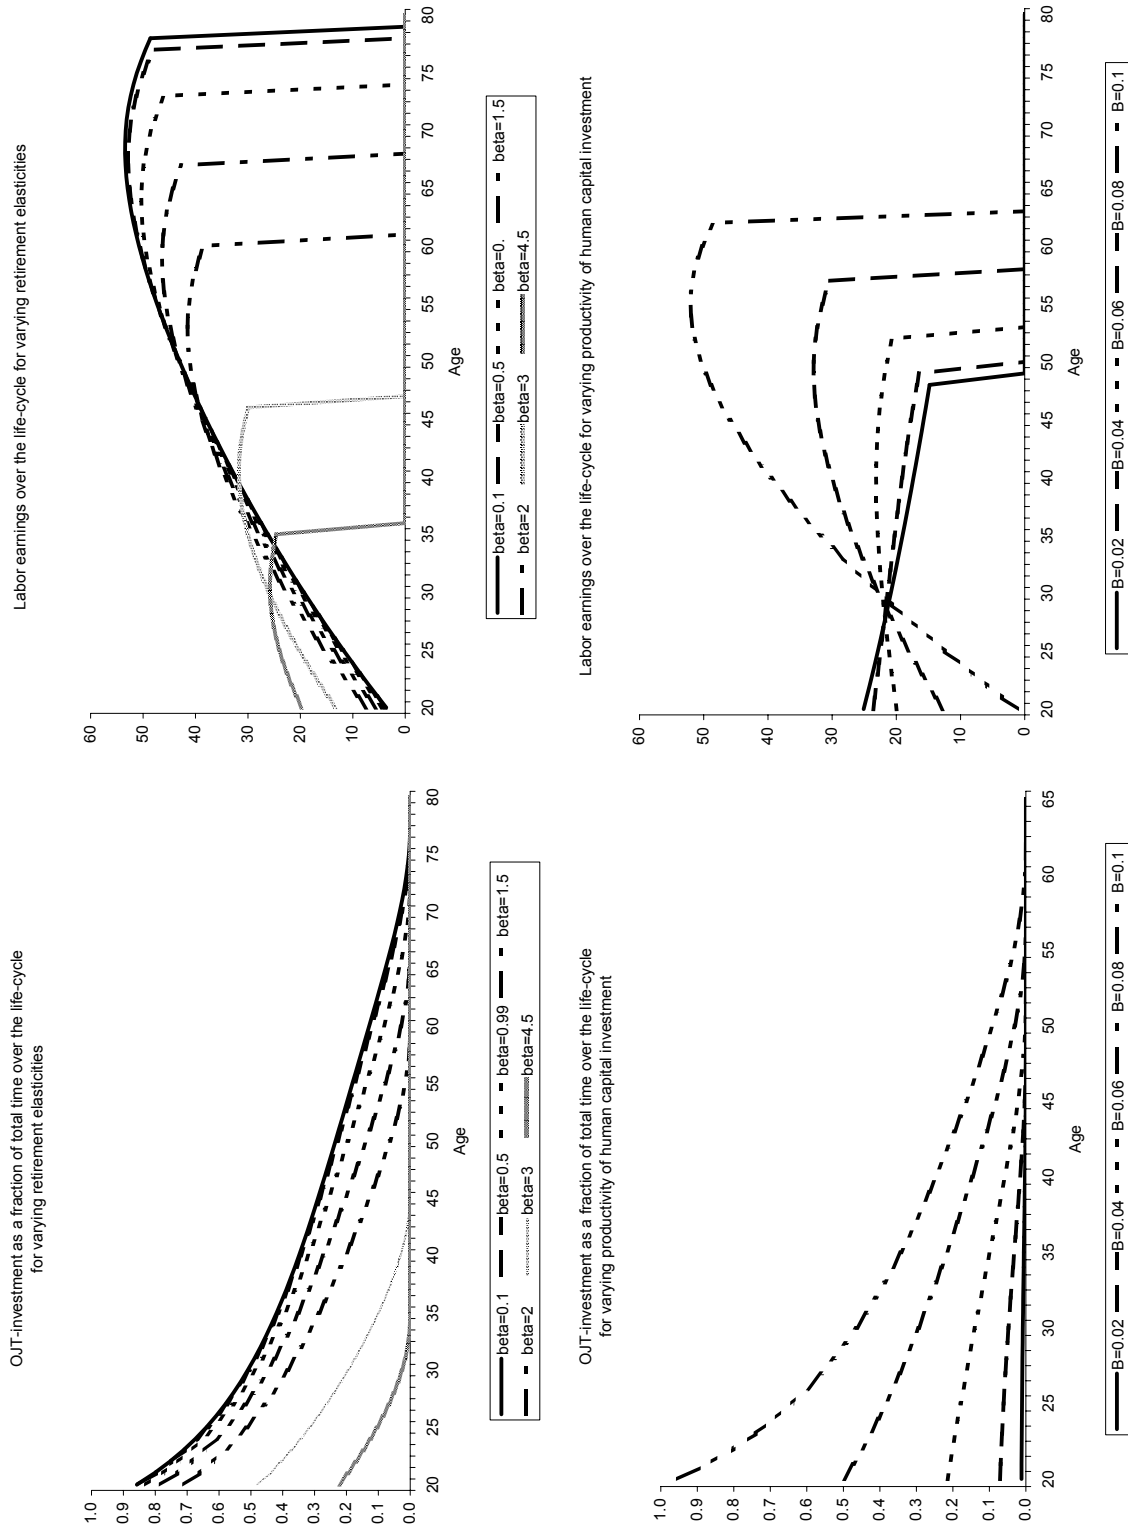 OJT-investment as a fraction of total time over the life-cycle
for varying retirement elasticities
1.0
0.9
0.8
0.7
0.6
0.5
0.4
0.3
0.2
0.1
0.0
20 25 30 35 40 45 50 55 60 65 70 75 80
Age
beta=0.1 beta=0.5 beta=0.99 beta=1.5
beta=2 beta=3 beta=4.5
Labor earnings over the life-cycle for varying retirement elasticities
60
50
40
30
20
10
0
20 25 30 35 40 45 50 55 60 65 70 75 80
Age
beta=0.1 beta=0.5 beta=0. beta=1.5
beta=2 beta=3 beta=4.5
OJT-investment as a fraction of total time over the life-cycle
for varying productivity of human capital investment
1.0
0.9
0.8
0.7
0.6
0.5
0.4
0.3
0.2
0.1
0.0
20 25 30 35 40 45 50 55 60 65
Age
B=0.02 B=0.04 B=0.06 B=0.08 B=0.1
Labor earnings over the life-cycle for varying productivity of human capital investment
60
50
40
30
20
10
0
20 25 30 35 40 45 50 55 60 65 70 75 80
Age
B=0.02 B=0.04 B=0.06 B=0.08 B=0.1